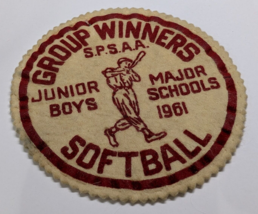 GROUP WINNERS
S.P.S.A.A.
JUNIOR BOYS
MAJOR SCHOOLS
1961
SOFTBALL